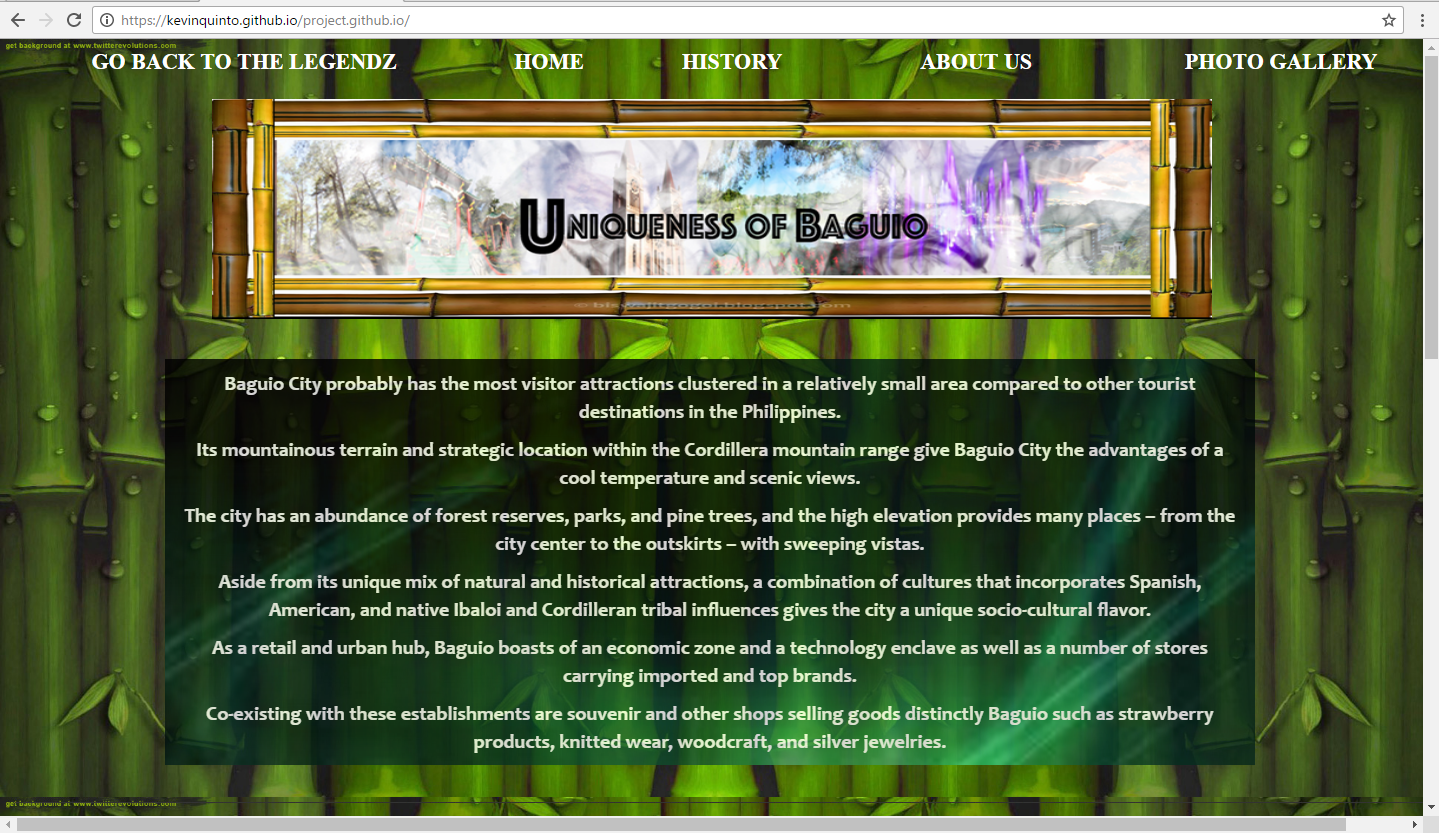 https://kevinquinto.github.io/project.github.io/
get background at www.twitterevolutions.com
GO BACK TO THE LEGENDZ HOME HISTORY ABOUT US PHOTO GALLERY
UNIQUENESS OF BAGUIO
Baguio City probably has the most visitor attractions clustered in a relatively small area compared to other tourist
destinations in the Philippines.
Its mountainous terrain and strategic location within the Cordillera mountain range give Baguio City the advantages of a
cool temperature and scenic views.
The city has an abundance of forest reserves, parks, and pine trees, and the high elevation provides many places – from the
city center to the outskirts – with sweeping vistas.
Aside from its unique mix of natural and historical attractions, a combination of cultures that incorporates Spanish,
American, and native Ibaloi and Cordilleran tribal influences gives the city a unique socio-cultural flavor.
As a retail and urban hub, Baguio boasts of an economic zone and a technology enclave as well as a number of stores
carrying imported and top brands.
Co-existing with these establishments are souvenir and other shops selling goods distinctly Baguio such as strawberry
products, knitted wear, woodcraft, and silver jewelries.
get background at www.twitterevolutions.com